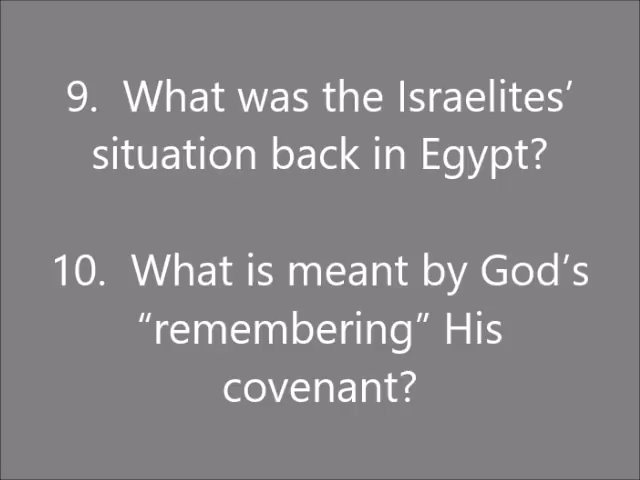 9.  What was the Israelites’
situation back in Egypt?
10.  What is meant by God’s
“remembering” His
covenant?